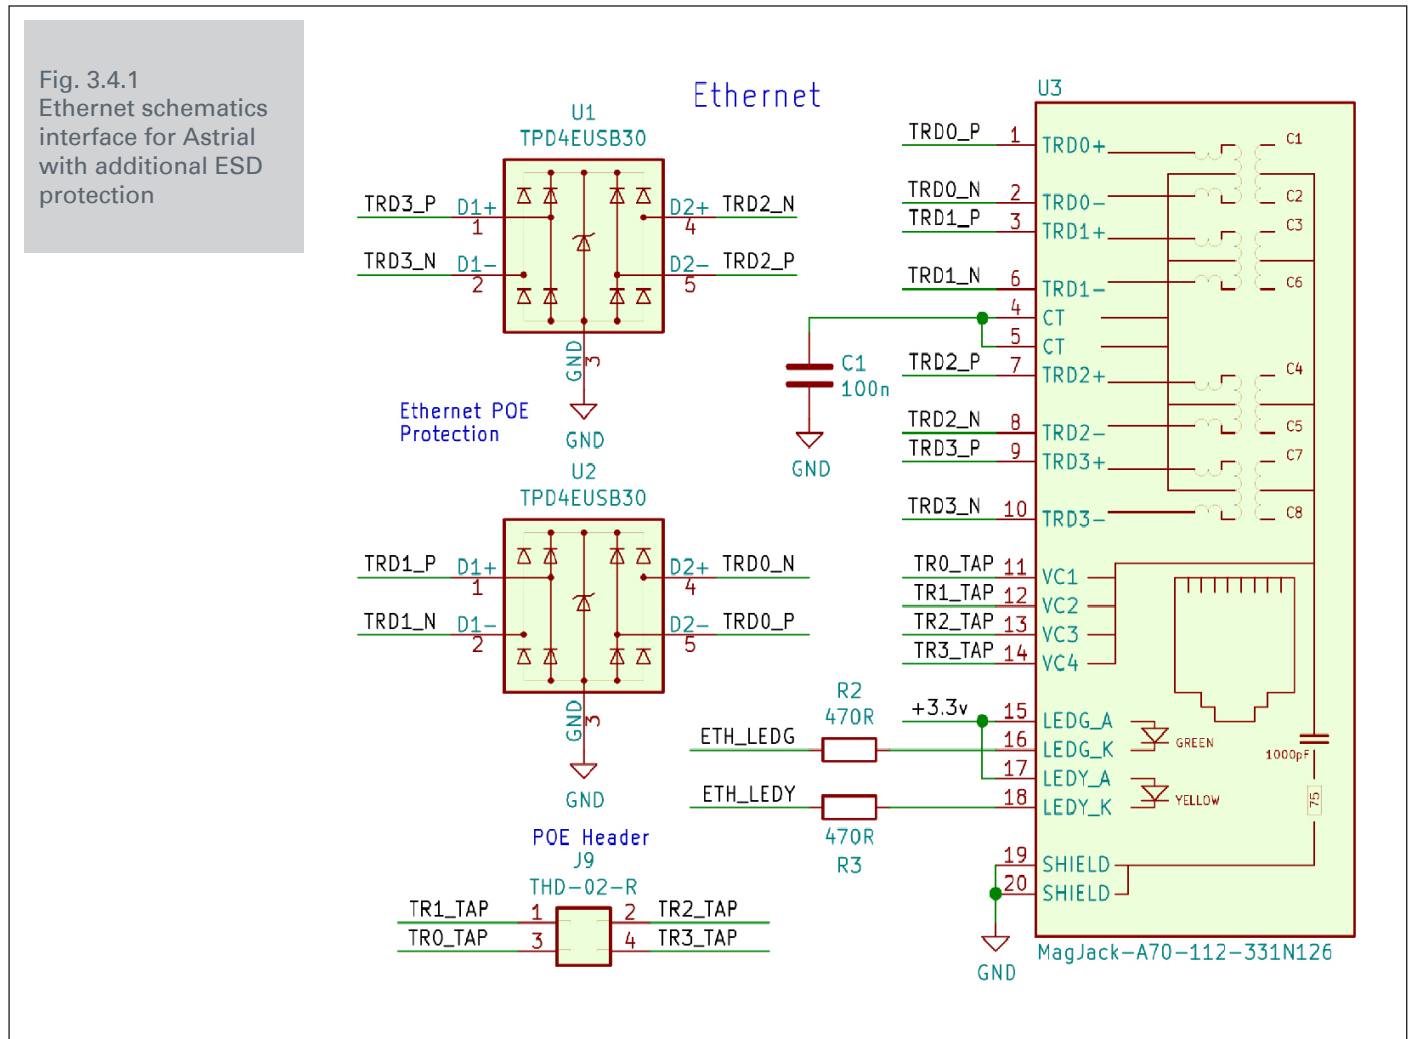 Fig. 3.4.1
Ethernet schematics
interface for Astrial
with additional ESD
protection
Ethernet
U1
TPD4EUSB30
TRD3_P
D1+
1
TRD3_N
D1-
2
D2+
4
TRD2_N
D2-
5
TRD2_P
GND
3
GND
Ethernet POE
Protection
U2
TPD4EUSB30
TRD1_P
D1+
1
TRD1_N
D1-
2
D2+
4
TRD0_N
D2-
5
TRD0_P
GND
3
GND
POE Header
J9
THD-02-R
TR1_TAP
1
2
TR2_TAP
TR0_TAP
3
4
TR3_TAP
C1
100n
GND
U3
TRD0_P 1 TRD0+
TRD0_N 2 TRD0-
TRD1_P 3 TRD1+
TRD1_N 6 TRD1-
4 CT
5 CT
TRD2_P 7 TRD2+
TRD2_N 8 TRD2-
TRD3_P 9 TRD3+
TRD3_N 10 TRD3-
TR0_TAP 11 VC1
TR1_TAP 12 VC2
TR2_TAP 13 VC3
TR3_TAP 14 VC4
+3.3v 15 LEDG_A
ETH_LEDG
R2
470R
16 LEDG_K
17 LEDY_A
ETH_LEDY
470R
R3
18 LEDY_K
19 SHIELD
20 SHIELD
GND
C1
C2
C3
C6
C4
C5
C7
C8
GREEN
YELLOW
1000pF
75
MagJack-A70-112-331N126